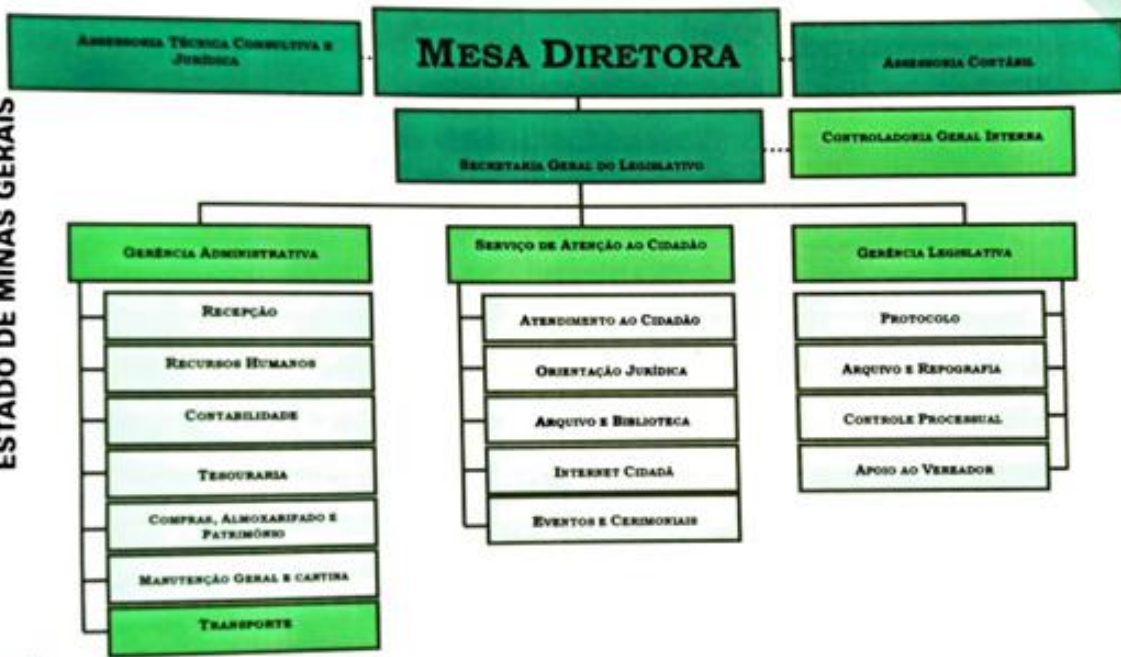 ESTADO DE MINAS GERAIS
ASSESSORIA TÉCNICA CONSULTIVA E
JURÍDICA
MESA DIRETORA
ASSESSORIA CONTÁBIL
SECRETARIA GERAL DO LEGISLATIVO
CONTROLADORIA GERAL INTERNA
GERÊNCIA ADMINISTRATIVA
RECEPÇÃO
RECURSOS HUMANOS
CONTABILIDADE
TESOURARIA
COMPRAS, ALMOXARIFADO E
PATRIMÔNIO
MANUTENÇÃO GERAL E CANTINA
TRANSPORTE
SERVIÇO DE ATENÇÃO AO CIDADÃO
ATENDIMENTO AO CIDADÃO
ORIENTAÇÃO JURÍDICA
ARQUIVO E BIBLIOTECA
INTERNET CIDADÃ
EVENTOS E CERIMONIAIS
GERÊNCIA LEGISLATIVA
PROTOCOLO
ARQUIVO E REPOGRAFIA
CONTROLE PROCESSUAL
APOIO AO VEREADOR